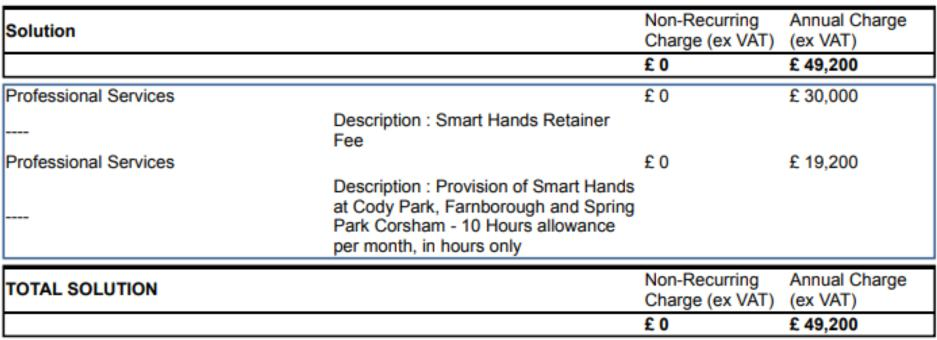 Solution Non-Recurring Annual Charge
Charge (ex VAT) (ex VAT)
£ 0 £ 49,200
Professional Services £ 0 £ 30,000
---- Description : Smart Hands Retainer
Fee
Professional Services £ 0 £ 19,200
---- Description : Provision of Smart Hands
at Cody Park, Farnborough and Spring
Park Corsham - 10 Hours allowance
per month, in hours only
TOTAL SOLUTION Non-Recurring Annual Charge
Charge (ex VAT) (ex VAT)
£ 0 £ 49,200